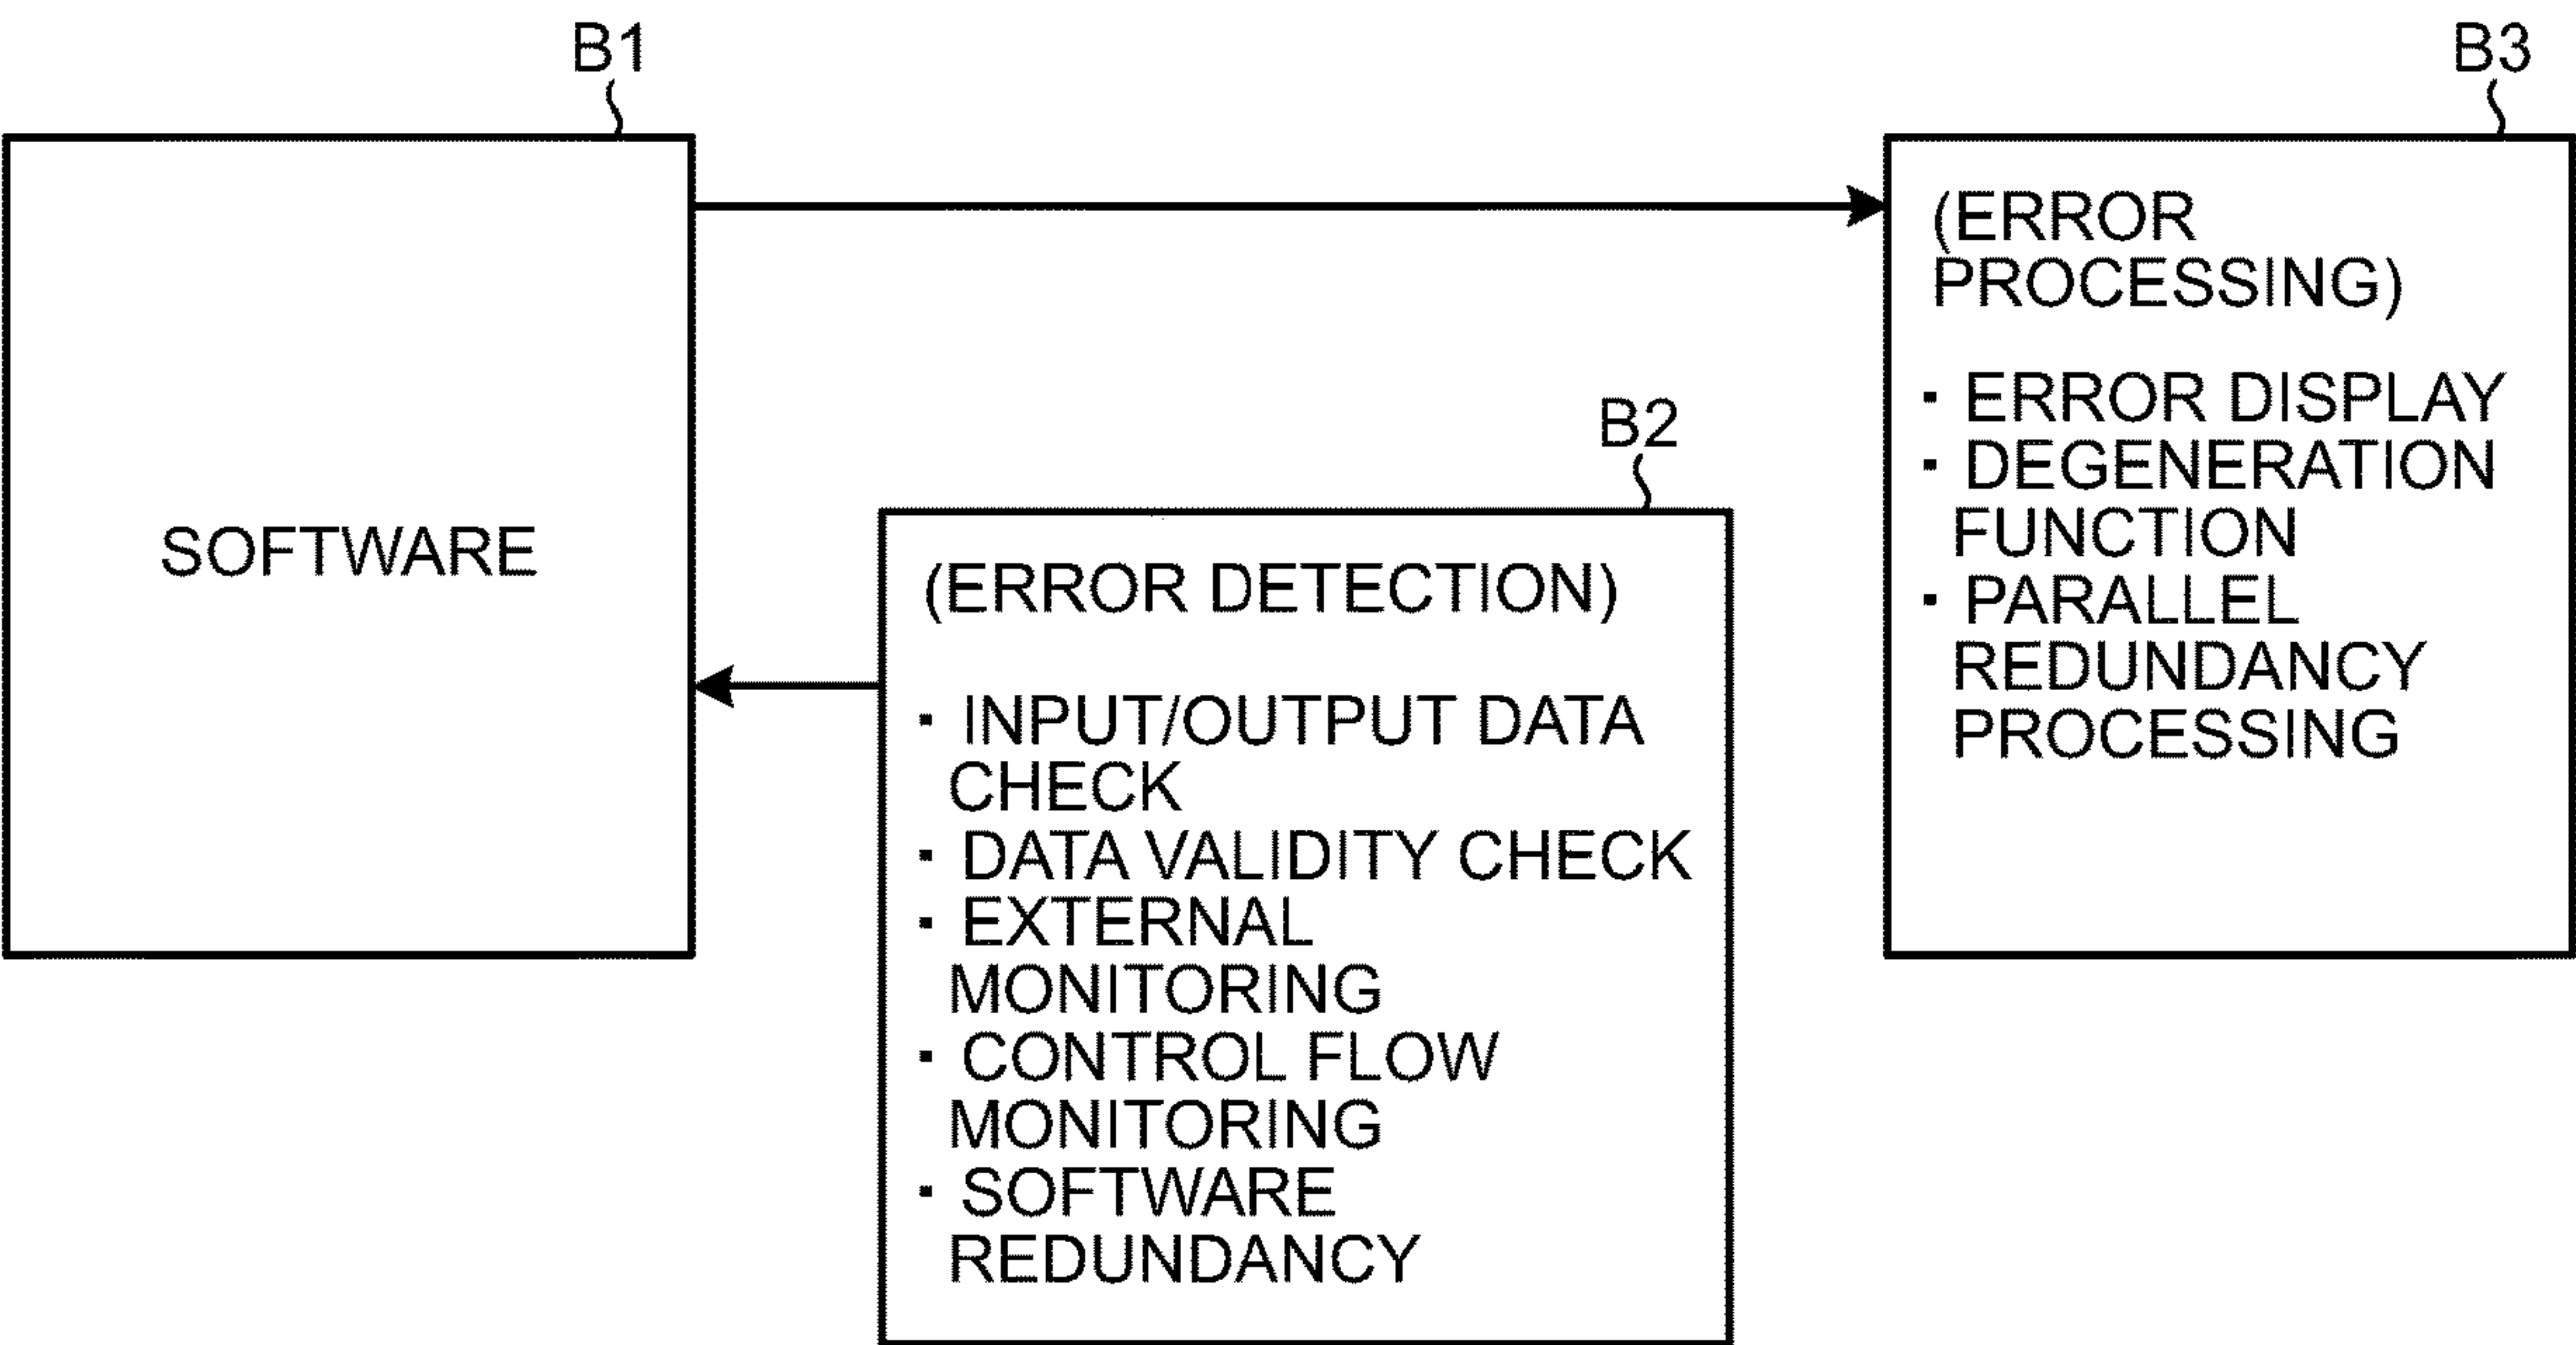 B1
SOFTWARE
B2
(ERROR DETECTION)
・ INPUT/OUTPUT DATA
CHECK
・ DATA VALIDITY CHECK
・ EXTERNAL
MONITORING
・ CONTROL FLOW
MONITORING
・ SOFTWARE
REDUNDANCY
B3
(ERROR
PROCESSING)
・ ERROR DISPLAY
・ DEGENERATION
FUNCTION
・ PARALLEL
REDUNDANCY
PROCESSING